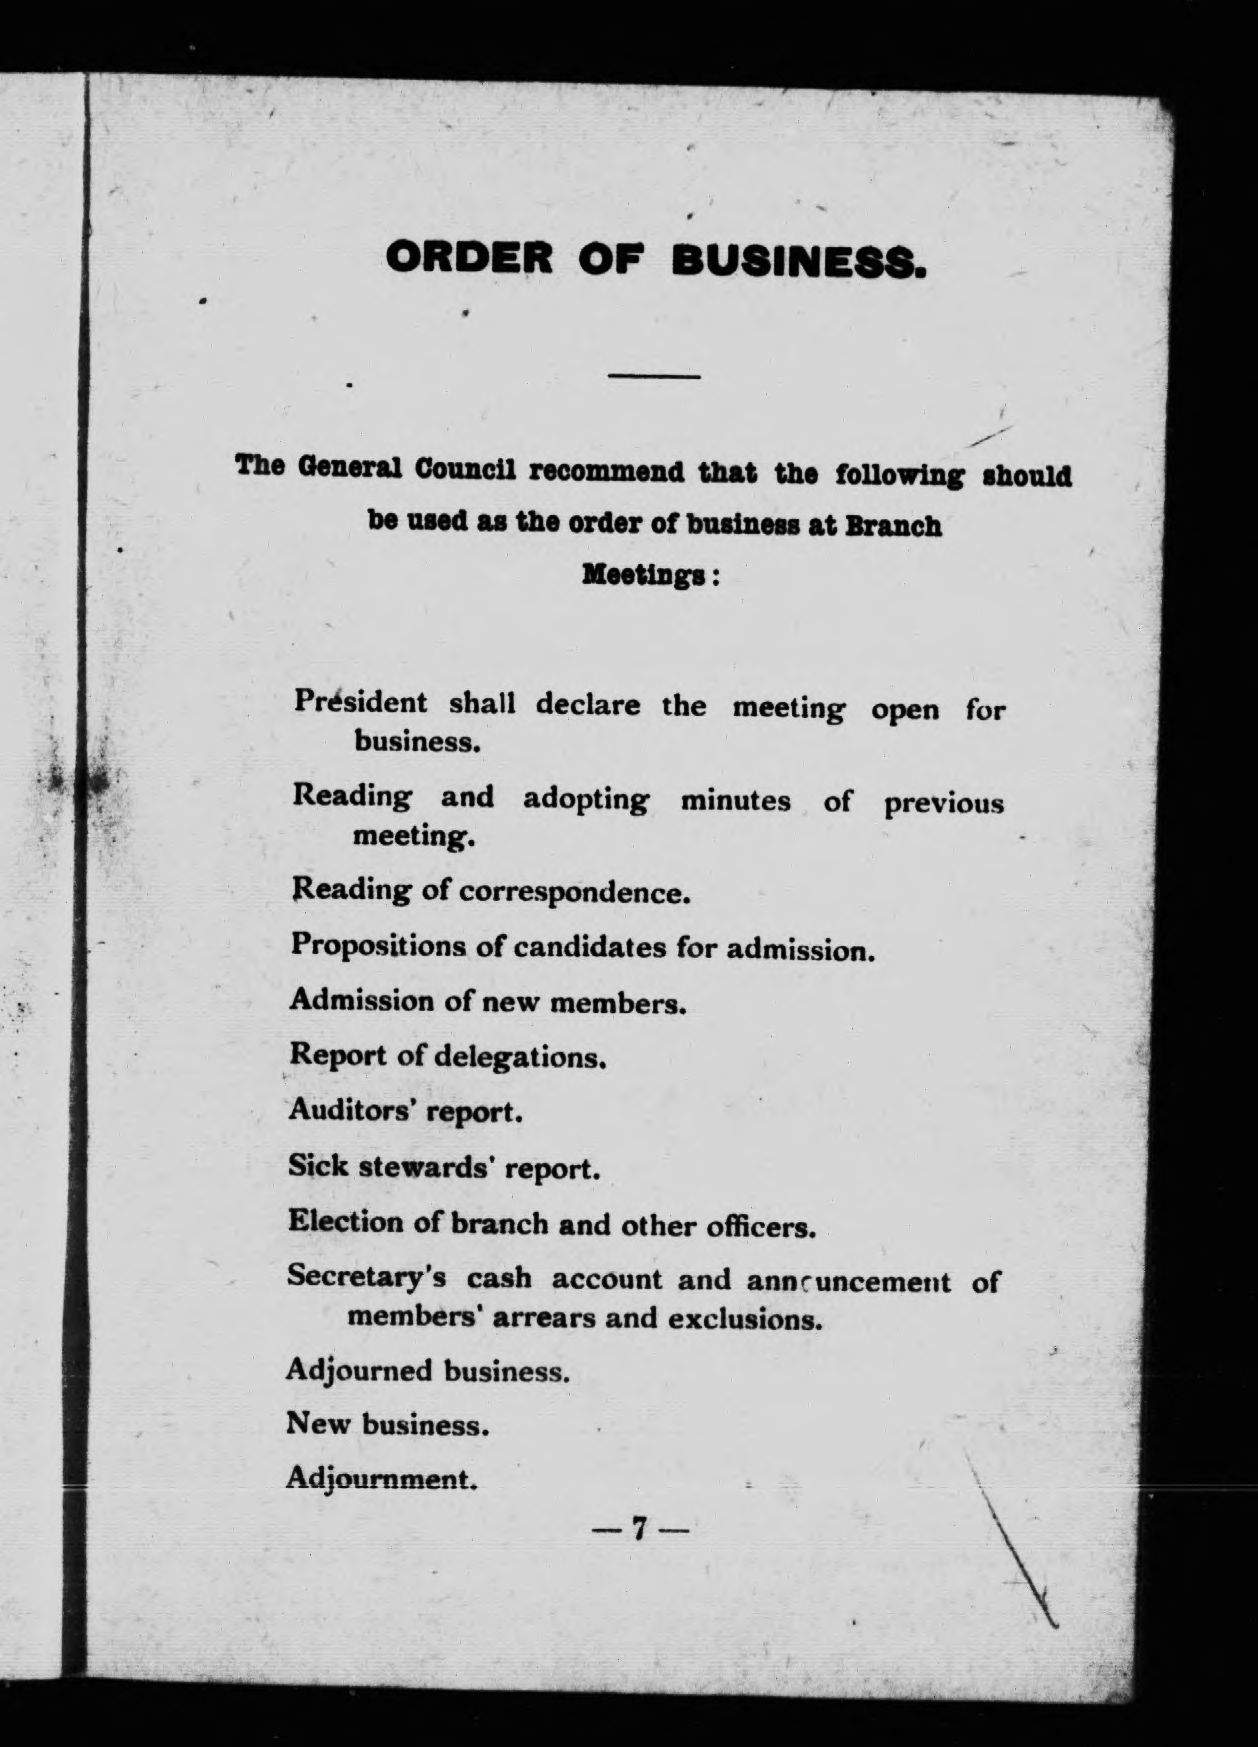 ORDER OF BUSINESS.
The General Council recommend that the following should
be used as the order of business at Branch
Meetings:
President shall declare the meeting open for
business.
Reading and adopting minutes of previous
meeting.
Reading of correspondence.
Propositions of candidates for admission.
Admission of new members.
Report of delegations.
Auditors' report.
Sick stewards' report.
Election of branch and other officers.
Secretary's cash account and announcement of
members' arrears and exclusions.
Adjourned business.
New business.
Adjournment.
— 7 —